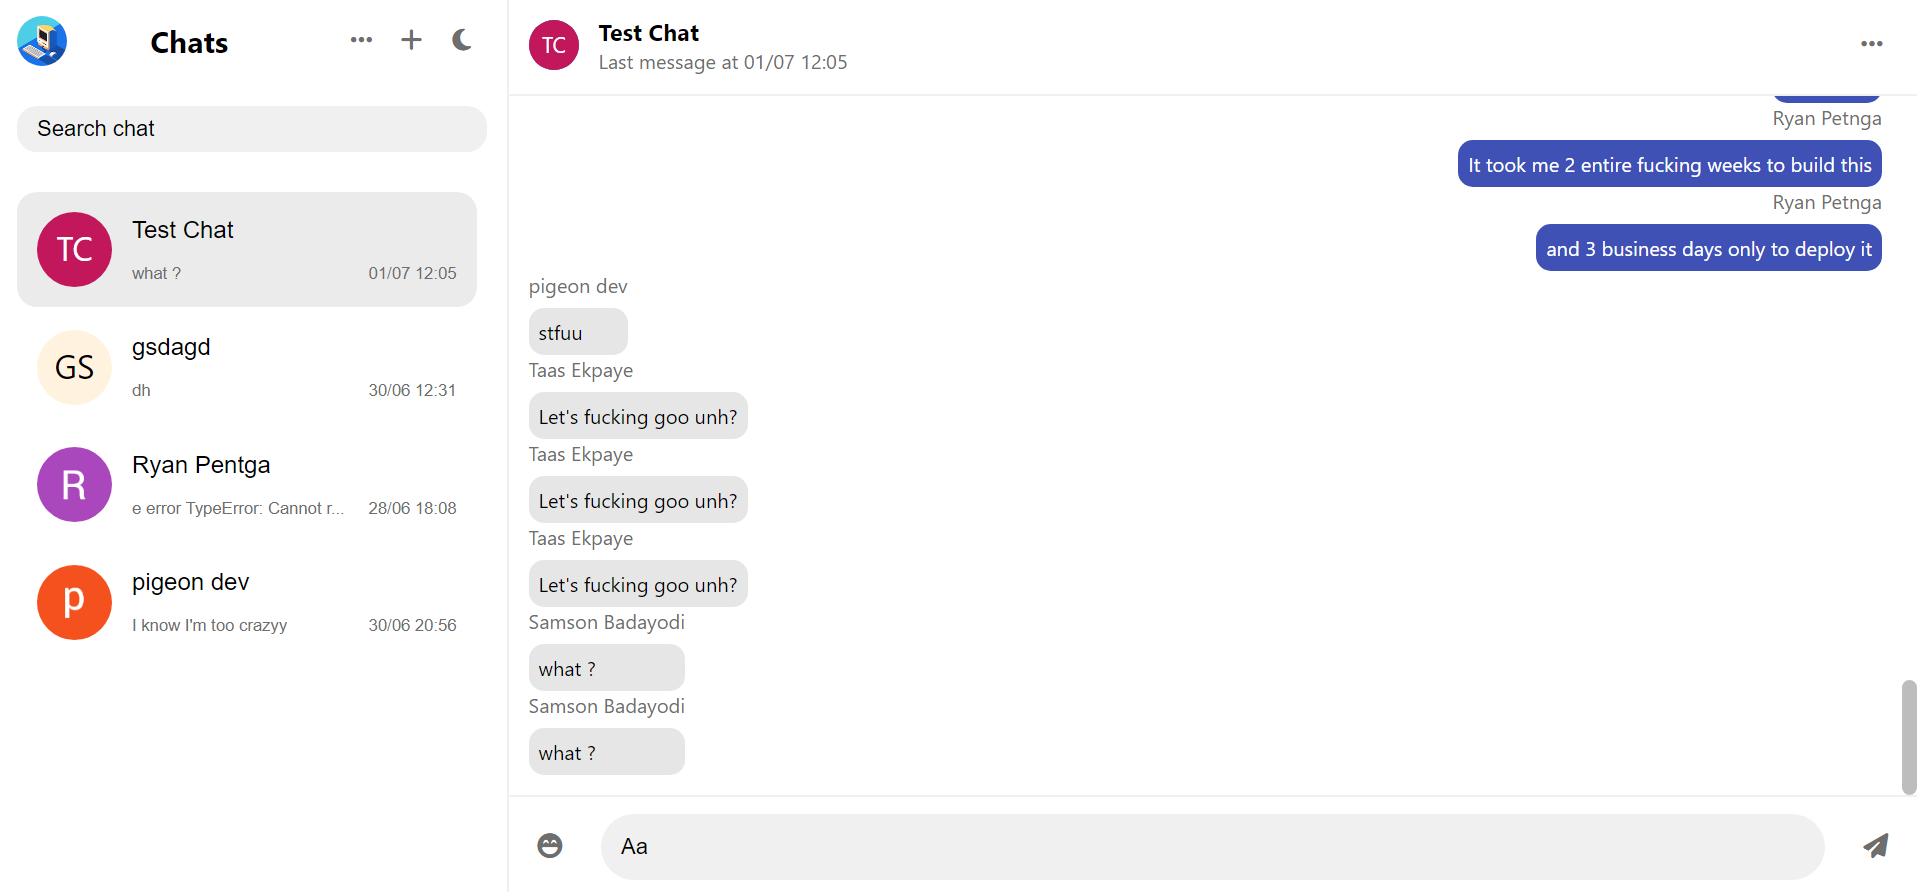 Chats
Search chat
TC
Test Chat
what ?
01/07 12:05
GS
gsdagd
dh
30/06 12:31
R
Ryan Pentga
e error TypeError: Cannot r...
28/06 18:08
p
pigeon dev
I know I'm too crazyy
30/06 20:56
TC
Test Chat
Last message at 01/07 12:05
Ryan Petnga
It took me 2 entire fucking weeks to build this
Ryan Petnga
and 3 business days only to deploy it
pigeon dev
stfuu
Taas Ekpaye
Let's fucking goo unh?
Taas Ekpaye
Let's fucking goo unh?
Taas Ekpaye
Let's fucking goo unh?
Samson Badayodi
what ?
Samson Badayodi
what ?
Aa